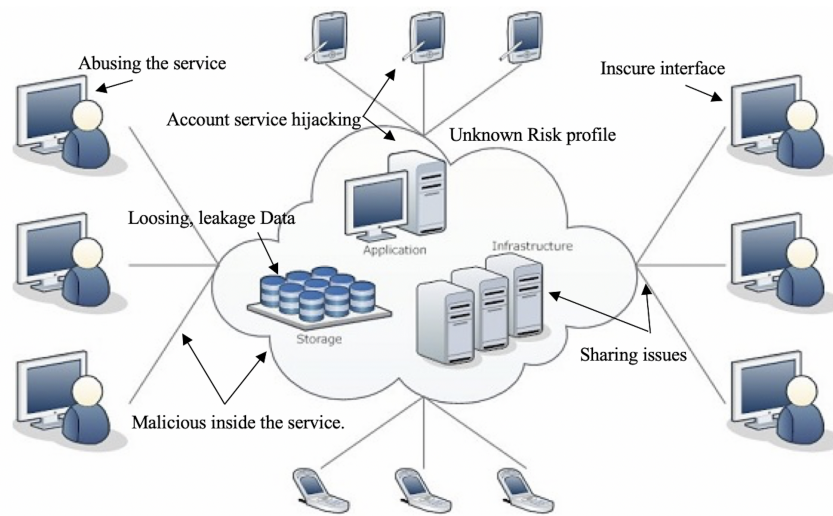 Abusing the service
Inscure interface
Account service hijacking
Unknown Risk profile
Loosing, leakage Data
Application
Infrastructure
Storage
Sharing issues
Malicious inside the service.